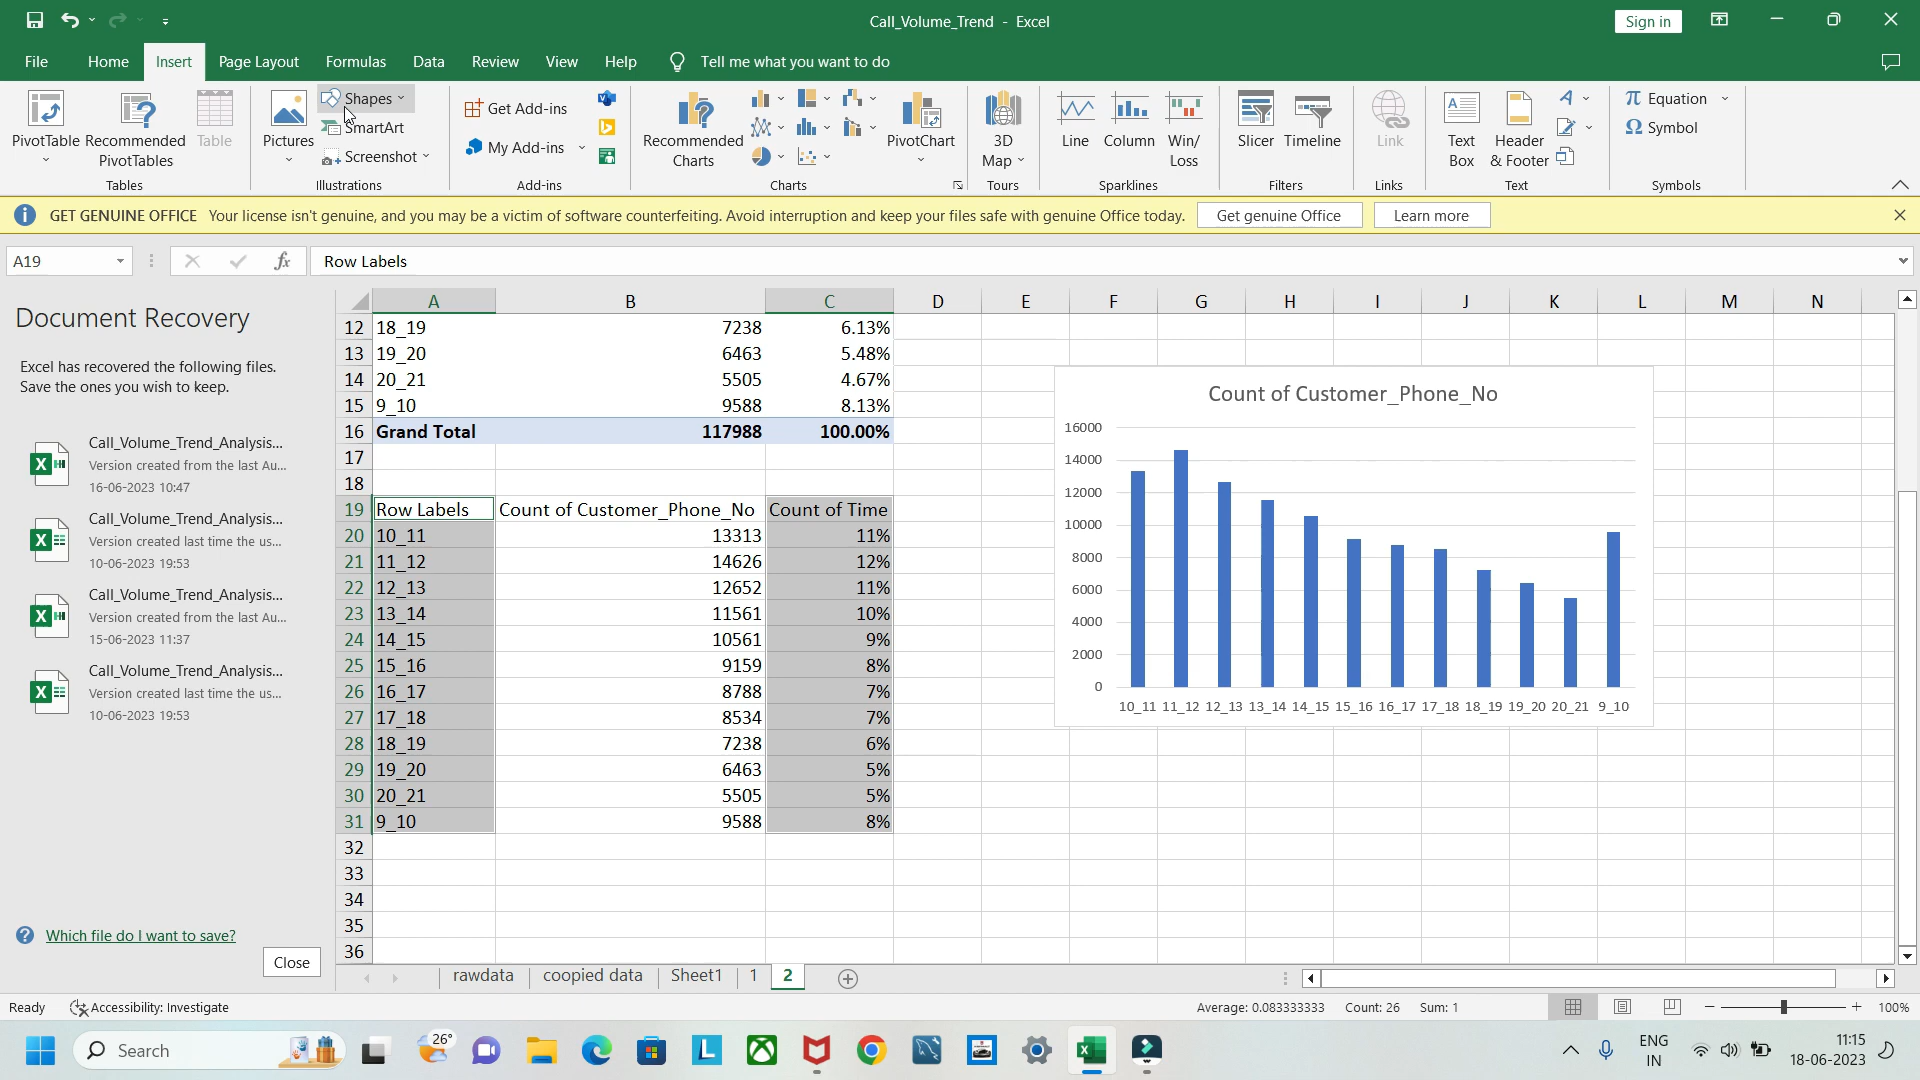 Call_Volume_Trend - Excel
Sign in
File Home Insert Page Layout Formulas Data Review View Help Tell me what you want to do
PivotTable
Recommended PivotTables
Table
Tables
Pictures
Shapes
SmartArt
Screenshot
Illustrations
Get Add-ins
My Add-ins
Add-ins
Recommended Charts
PivotChart
Charts
3D Map
Tours
Line
Column
Win/ Loss
Sparklines
Slicer
Timeline
Filters
Link
Links
Text Box
Header & Footer
Text
Equation
Symbol
Symbols
GET GENUINE OFFICE Your license isn't genuine, and you may be a victim of software counterfeiting. Avoid interruption and keep your files safe with genuine Office today. Get genuine Office Learn more
A19 fx Row Labels
Document Recovery
Excel has recovered the following files.
Save the ones you wish to keep.
Call_Volume_Trend_Analysis...
Version created from the last Au...
16-06-2023 10:47
Call_Volume_Trend_Analysis...
Version created last time the us...
10-06-2023 19:53
Call_Volume_Trend_Analysis...
Version created from the last Au...
15-06-2023 11:37
Call_Volume_Trend_Analysis...
Version created last time the us...
10-06-2023 19:53
Which file do I want to save?
Close
A B C D E F G H I J K L M N
12 18_19 7238 6.13%
13 19_20 6463 5.48%
14 20_21 5505 4.67%
15 9_10 9588 8.13%
16 Grand Total 117988 100.00%
17
18
19 Row Labels Count of Customer_Phone_No Count of Time
20 10_11 13313 11%
21 11_12 14626 12%
22 12_13 12652 11%
23 13_14 11561 10%
24 14_15 10561 9%
25 15_16 9159 8%
26 16_17 8788 7%
27 17_18 8534 7%
28 18_19 7238 6%
29 19_20 6463 5%
30 20_21 5505 5%
31 9_10 9588 8%
32
33
34
35
36
Count of Customer_Phone_No
16000
14000
12000
10000
8000
6000
4000
2000
0
10_11 11_12 12_13 13_14 14_15 15_16 16_17 17_18 18_19 19_20 20_21 9_10
rawdata coopied data Sheet1 1 2
Ready Accessibility: Investigate Average: 0.083333333 Count: 26 Sum: 1 100%
Search
26°
ENG
IN
11:15
18-06-2023